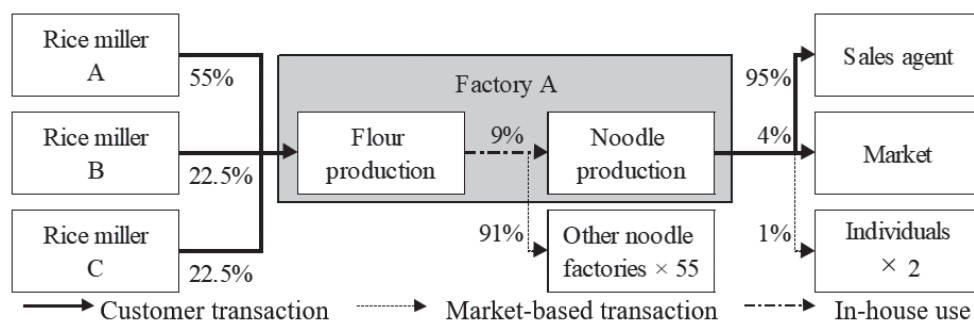 Rice miller
A
55%
Rice miller
B
22.5%
Rice miller
C
22.5%
Factory A
Flour
production
9%
Noodle
production
91%
Other noodle
factories × 55
95%
Sales agent
4%
Market
1%
Individuals
× 2
Customer transaction
Market-based transaction
In-house use